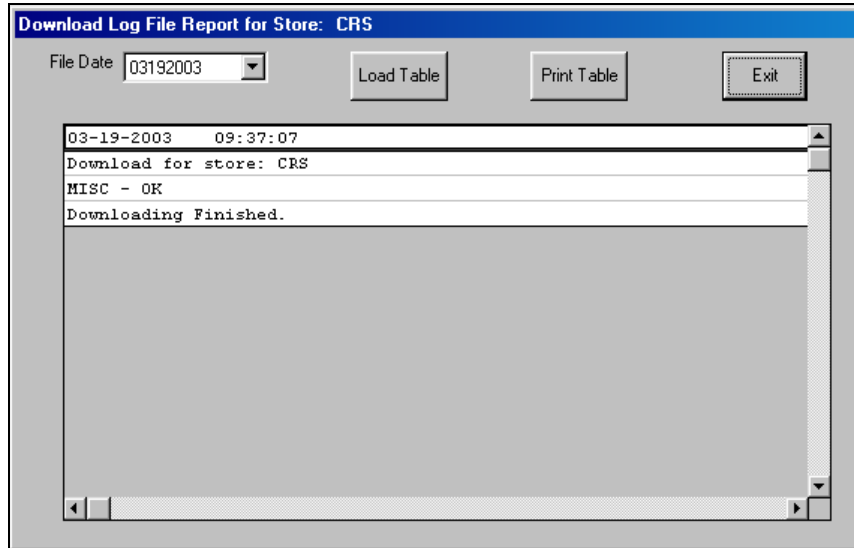 Download Log File Report for Store:  CRS
File Date 03192003 Load Table Print Table Exit
03-19-2003    09:37:07
Download for store: CRS
MISC - OK
Downloading Finished.